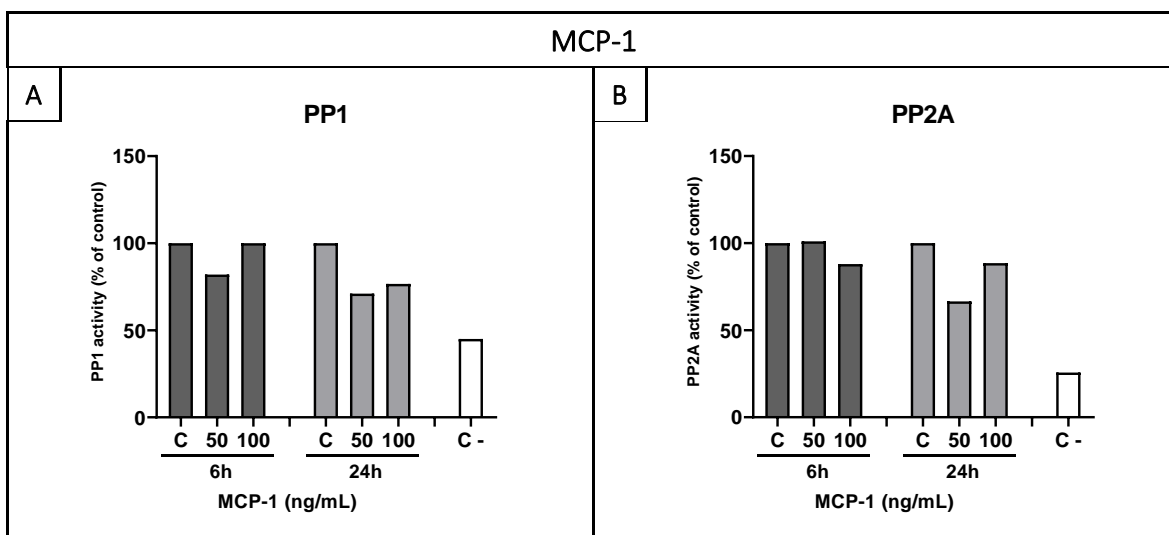 MCP-1
A
PP1
PP1 activity (% of control)
150
100
50
0
C 50 100 C 50 100 C -
6h 24h
MCP-1 (ng/mL)
B
PP2A
PP2A activity (% of control)
150
100
50
0
C 50 100 C 50 100 C -
6h 24h
MCP-1 (ng/mL)